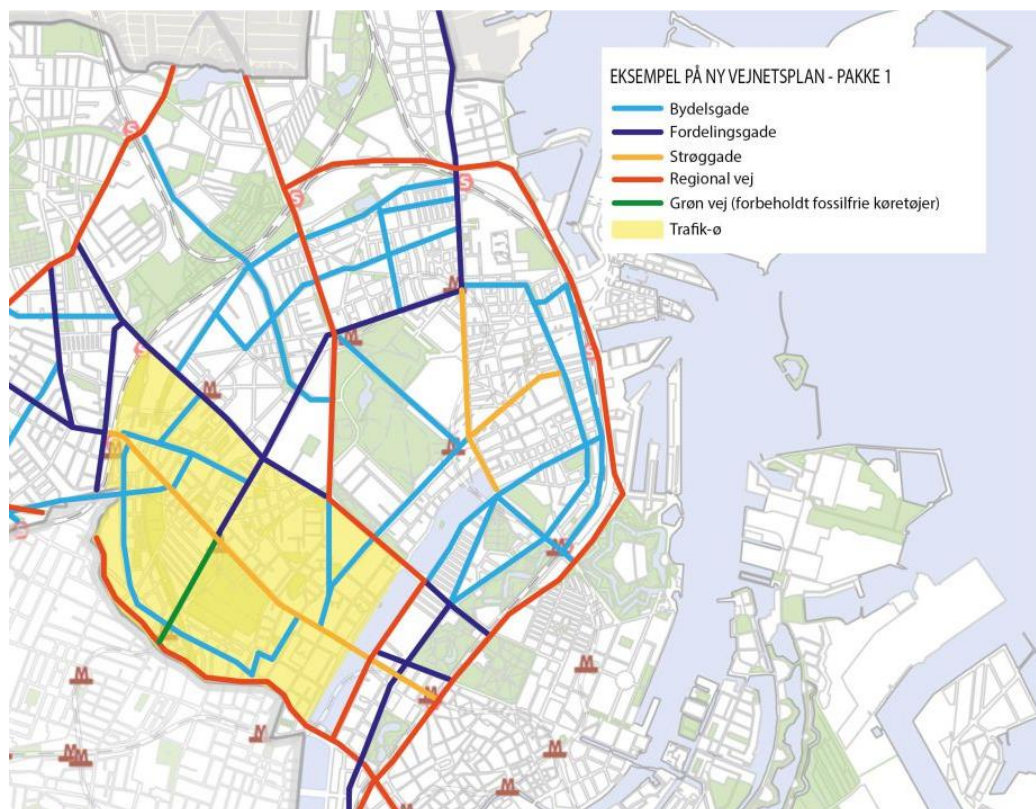 EKSEMPEL PÅ NY VEJNETSPLAN - PAKKE 1
Bydelsgade
Fordelingsgade
Strøggade
Regional vej
Grøn vej (forbeholdt fossilfrie køretøjer)
Trafik-ø
S
S
S
M
S
M
S
M
M
M
S
M
M
M
M
M
M
M
M
M
M